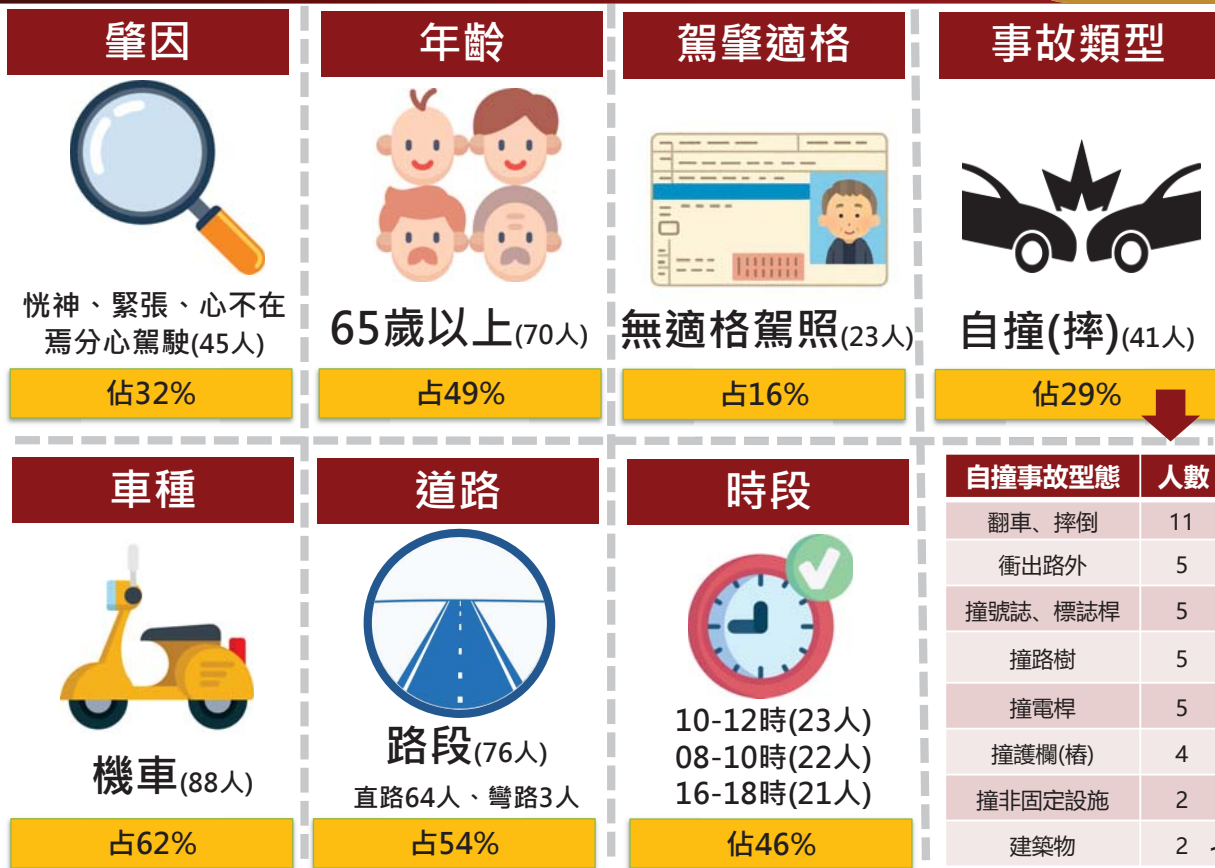 肇因
恍神、緊張、心不在
焉分心駕駛(45人)
佔32%
年齡
65歲以上(70人)
占49%
駕肇適格
無適格駕照(23人)
占16%
事故類型
自撞(摔)(41人)
佔29%
車種
機車(88人)
占62%
道路
路段(76人)
直路64人、彎路3人
占54%
時段
10-12時(23人)
08-10時(22人)
16-18時(21人)
佔46%
自撞事故型態 人數
翻車、摔倒 11
衝出路外 5
撞號誌、標誌桿 5
撞路樹 5
撞電桿 5
撞護欄(樁) 4
撞非固定設施 2
建築物 2